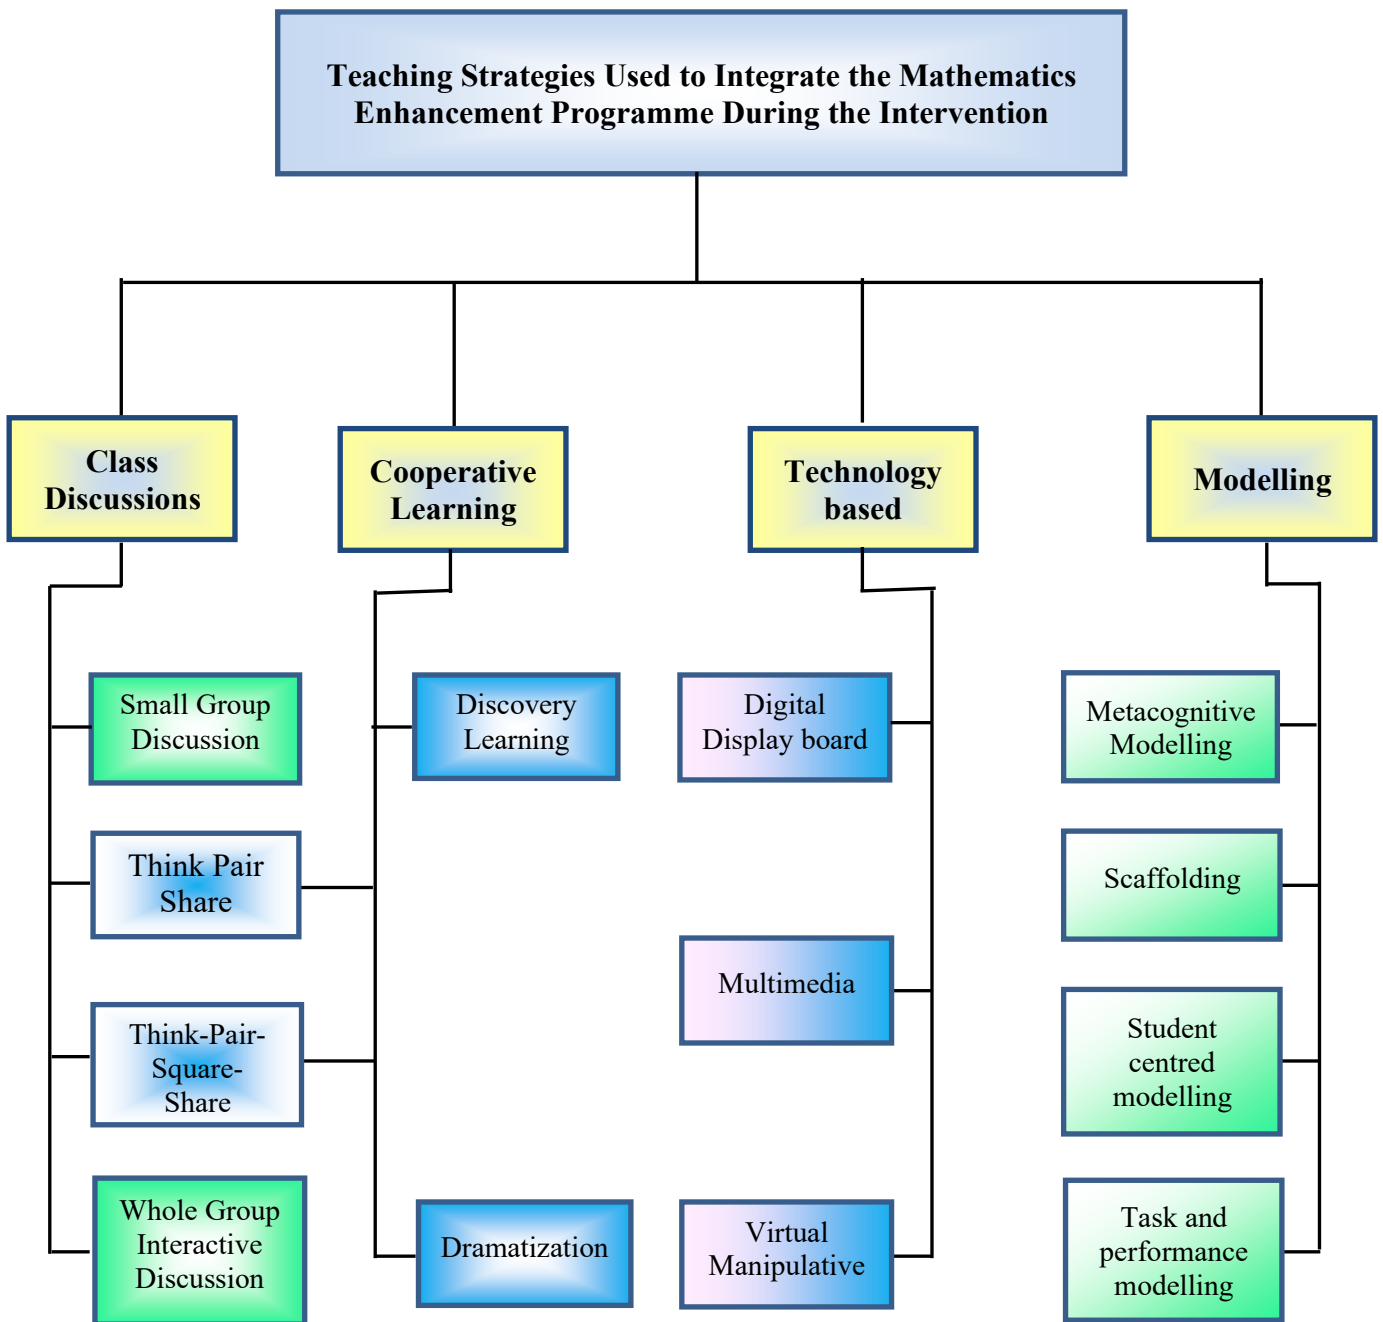 Teaching Strategies Used to Integrate the Mathematics
Enhancement Programme During the Intervention
Class
Discussions
Cooperative
Learning
Technology
based
Modelling
Small Group
Discussion
Think Pair
Share
Think-Pair-
Square-
Share
Whole Group
Interactive
Discussion
Discovery
Learning
Dramatization
Digital
Display board
Multimedia
Virtual
Manipulative
Metacognitive
Modelling
Scaffolding
Student
centred
modelling
Task and
performance
modelling